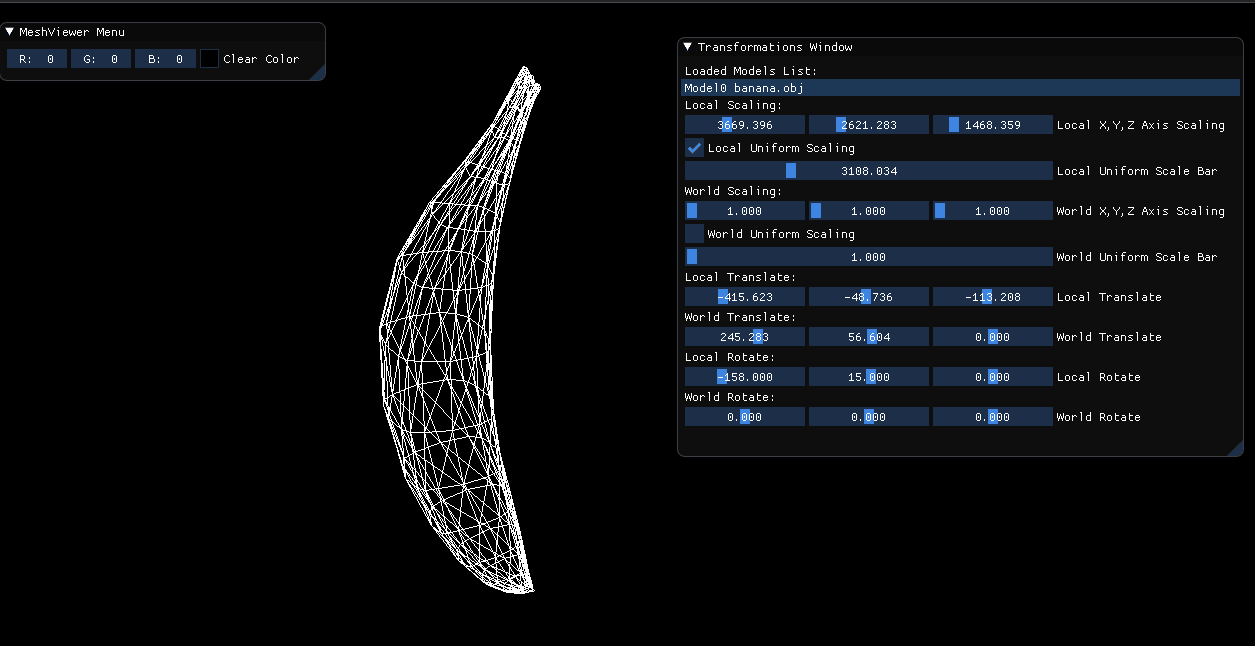 MeshViewer Menu
R: 0 G: 0 B: 0 Clear Color
Transformations Window
Loaded Models List:
Model0 banana.obj
Local Scaling:
3669.396 2621.283 1468.359 Local X,Y,Z Axis Scaling
Local Uniform Scaling
3108.034 Local Uniform Scale Bar
World Scaling:
1.000 1.000 1.000 World X,Y,Z Axis Scaling
World Uniform Scaling
1.000 World Uniform Scale Bar
Local Translate:
-415.623 -48.736 -113.208 Local Translate
World Translate:
245.283 56.604 0.000 World Translate
Local Rotate:
-158.000 15.000 0.000 Local Rotate
World Rotate:
0.000 0.000 0.000 World Rotate